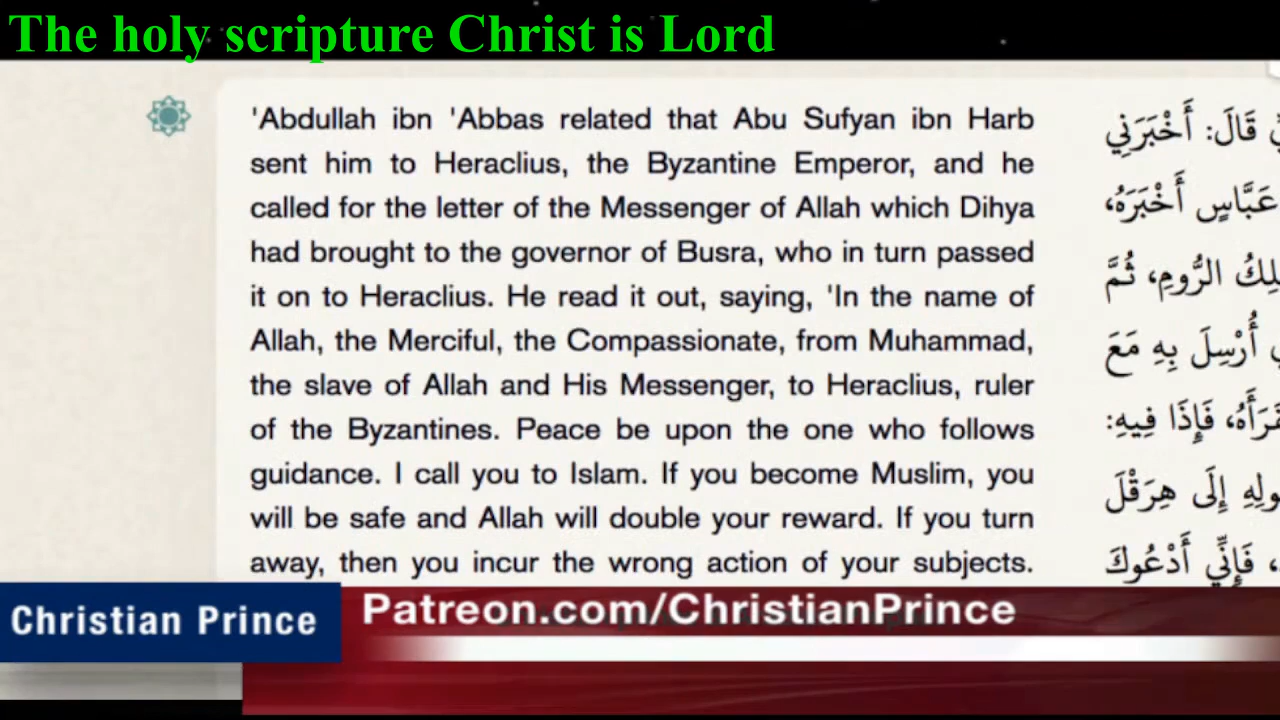 The holy scripture Christ is Lord
'Abdullah ibn 'Abbas related that Abu Sufyan ibn Harb
sent him to Heraclius, the Byzantine Emperor, and he
called for the letter of the Messenger of Allah which Dihya
had brought to the governor of Busra, who in turn passed
it on to Heraclius. He read it out, saying, 'In the name of
Allah, the Merciful, the Compassionate, from Muhammad,
the slave of Allah and His Messenger, to Heraclius, ruler
of the Byzantines. Peace be upon the one who follows
guidance. I call you to Islam. If you become Muslim, you
will be safe and Allah will double your reward. If you turn
away, then you incur the wrong action of your subjects.
قَالَ: أَخْبَرَنِي
عَبَّاسٍ أَخْبَرَهُ،
الرُّومِ، ثُمَّ
أُرْسِلَ بِهِ مَعَ
فَإِذَا فِيهِ:
إِلَى هِرَقْلَ
فَإِنِّي أَدْعُوكَ
Christian Prince
Patreon.com/ChristianPrince